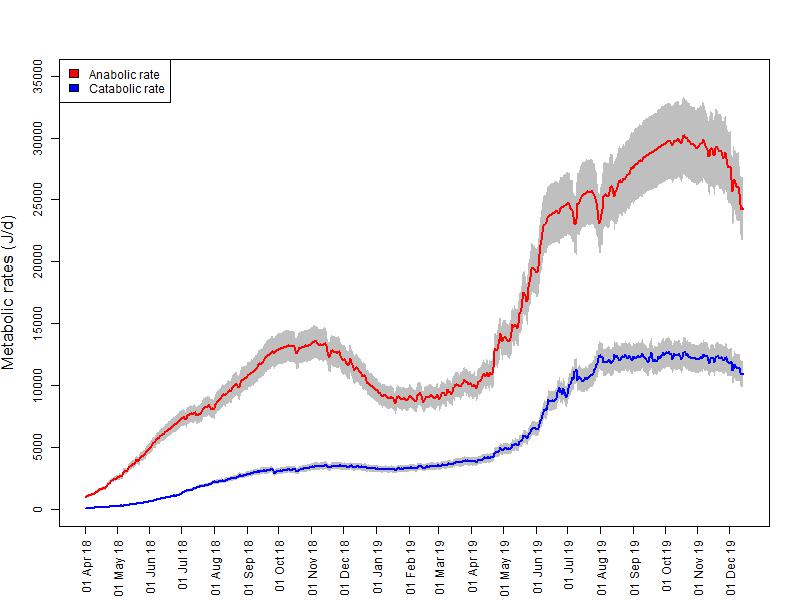 Anabolic rate
Catabolic rate
Metabolic rates (J/d)
35000
30000
25000
20000
15000
10000
5000
0
01 Apr 18
01 May 18
01 Jun 18
01 Jul 18
01 Aug 18
01 Sep 18
01 Oct 18
01 Nov 18
01 Dec 18
01 Jan 19
01 Feb 19
01 Mar 19
01 Apr 19
01 May 19
01 Jun 19
01 Jul 19
01 Aug 19
01 Sep 19
01 Oct 19
01 Nov 19
01 Dec 19